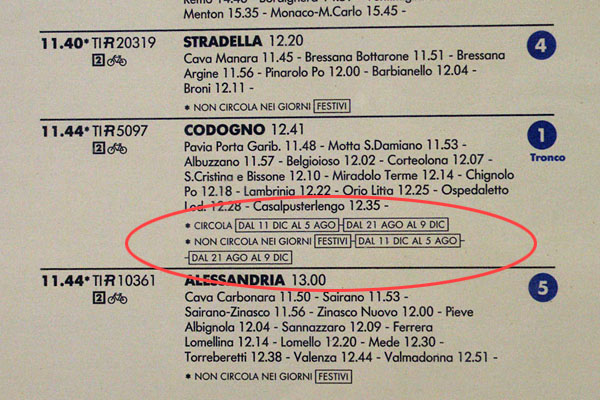 Menton 15.35 - Monaco-M.Carlo 15.45 -
11.40* TI R 20319 STRADELLA 12.20 4
2 Cava Manara 11.45 - Bressana Bottarone 11.51 - Bressana
Argine 11.56 - Pinarolo Po 12.00 - Barbianello 12.04 -
Broni 12.11 -
* NON CIRCOLA NEI GIORNI FESTIVI
11.44* TI R 5097 CODOGNO 12.41 1
2 Pavia Porta Garib. 11.48 - Motta S.Damiano 11.53 - Tronco
Albuzzano 11.57 - Belgioioso 12.02 - Corteolona 12.07 -
S.Cristina e Bissone 12.10 - Miradolo Terme 12.14 - Chignolo
Po 12.18 - Lambrinia 12.22 - Orio Litta 12.25 - Ospedaletto
Lod. 12.28 - Casalpusterlengo 12.35 -
* CIRCOLA DAL 11 DIC AL 5 AGO - DAL 21 AGO AL 9 DIC
* NON CIRCOLA NEI GIORNI FESTIVI - DAL 11 DIC AL 5 AGO -
- DAL 21 AGO AL 9 DIC
11.44* TI R 10361 ALESSANDRIA 13.00 5
2 Cava Carbonara 11.50 - Sairano 11.53 -
Sairano-Zinasco 11.56 - Zinasco Nuovo 12.00 - Pieve
Albignola 12.04 - Sannazzaro 12.09 - Ferrera
Lomellina 12.14 - Lomello 12.20 - Mede 12.30 -
Torreberetti 12.38 - Valenza 12.44 - Valmadonna 12.51 -
* NON CIRCOLA NEI GIORNI FESTIVI